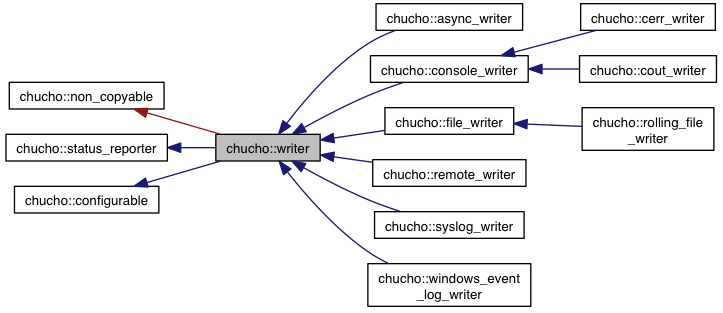 chucho::non_copyable
chucho::status_reporter
chucho::configurable
chucho::writer
chucho::async_writer
chucho::console_writer
chucho::file_writer
chucho::remote_writer
chucho::syslog_writer
chucho::windows_event
_log_writer
chucho::cerr_writer
chucho::cout_writer
chucho::rolling_file
_writer